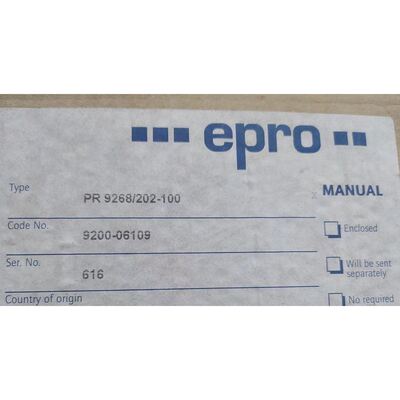 epro
Type PR 9268/202-100
x MANUAL
Code No. 9200-06109
Enclosed
Ser. No. 616
Will be sent
separately
Country of origin
No required